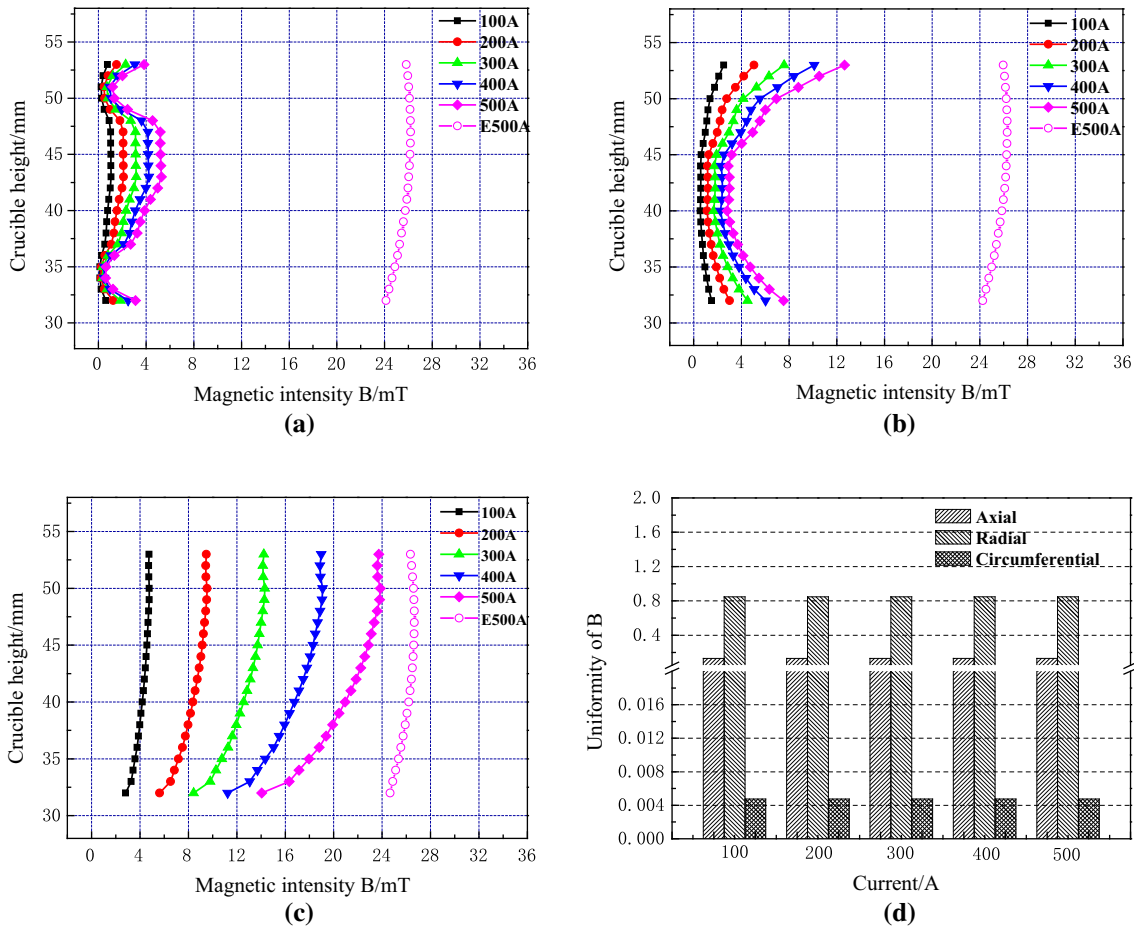 100A
200A
300A
400A
500A
E500A
55
50
45
40
35
30
Crucible height/mm
0 4 8 12 16 20 24 28 32 36
Magnetic intensity B/mT
(a)
100A
200A
300A
400A
500A
E500A
55
50
45
40
35
30
Crucible height/mm
0 4 8 12 16 20 24 28 32 36
Magnetic intensity B/mT
(b)
100A
200A
300A
400A
500A
E500A
55
50
45
40
35
30
Crucible height/mm
0 4 8 12 16 20 24 28 32 36
Magnetic intensity B/mT
(c)
Axial
Radial
Circumferential
2.0
1.6
1.2
0.8
0.4
0.016
0.012
0.008
0.004
0.000
Uniformity of B
100 200 300 400 500
Current/A
(d)